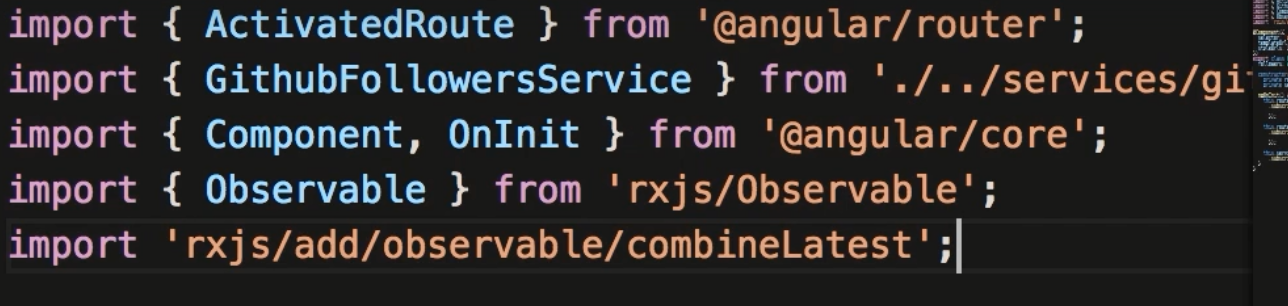 import { ActivatedRoute } from '@angular/router';
import { GithubFollowersService } from './../services/gi
import { Component, OnInit } from '@angular/core';
import { Observable } from 'rxjs/Observable';
import 'rxjs/add/observable/combineLatest';